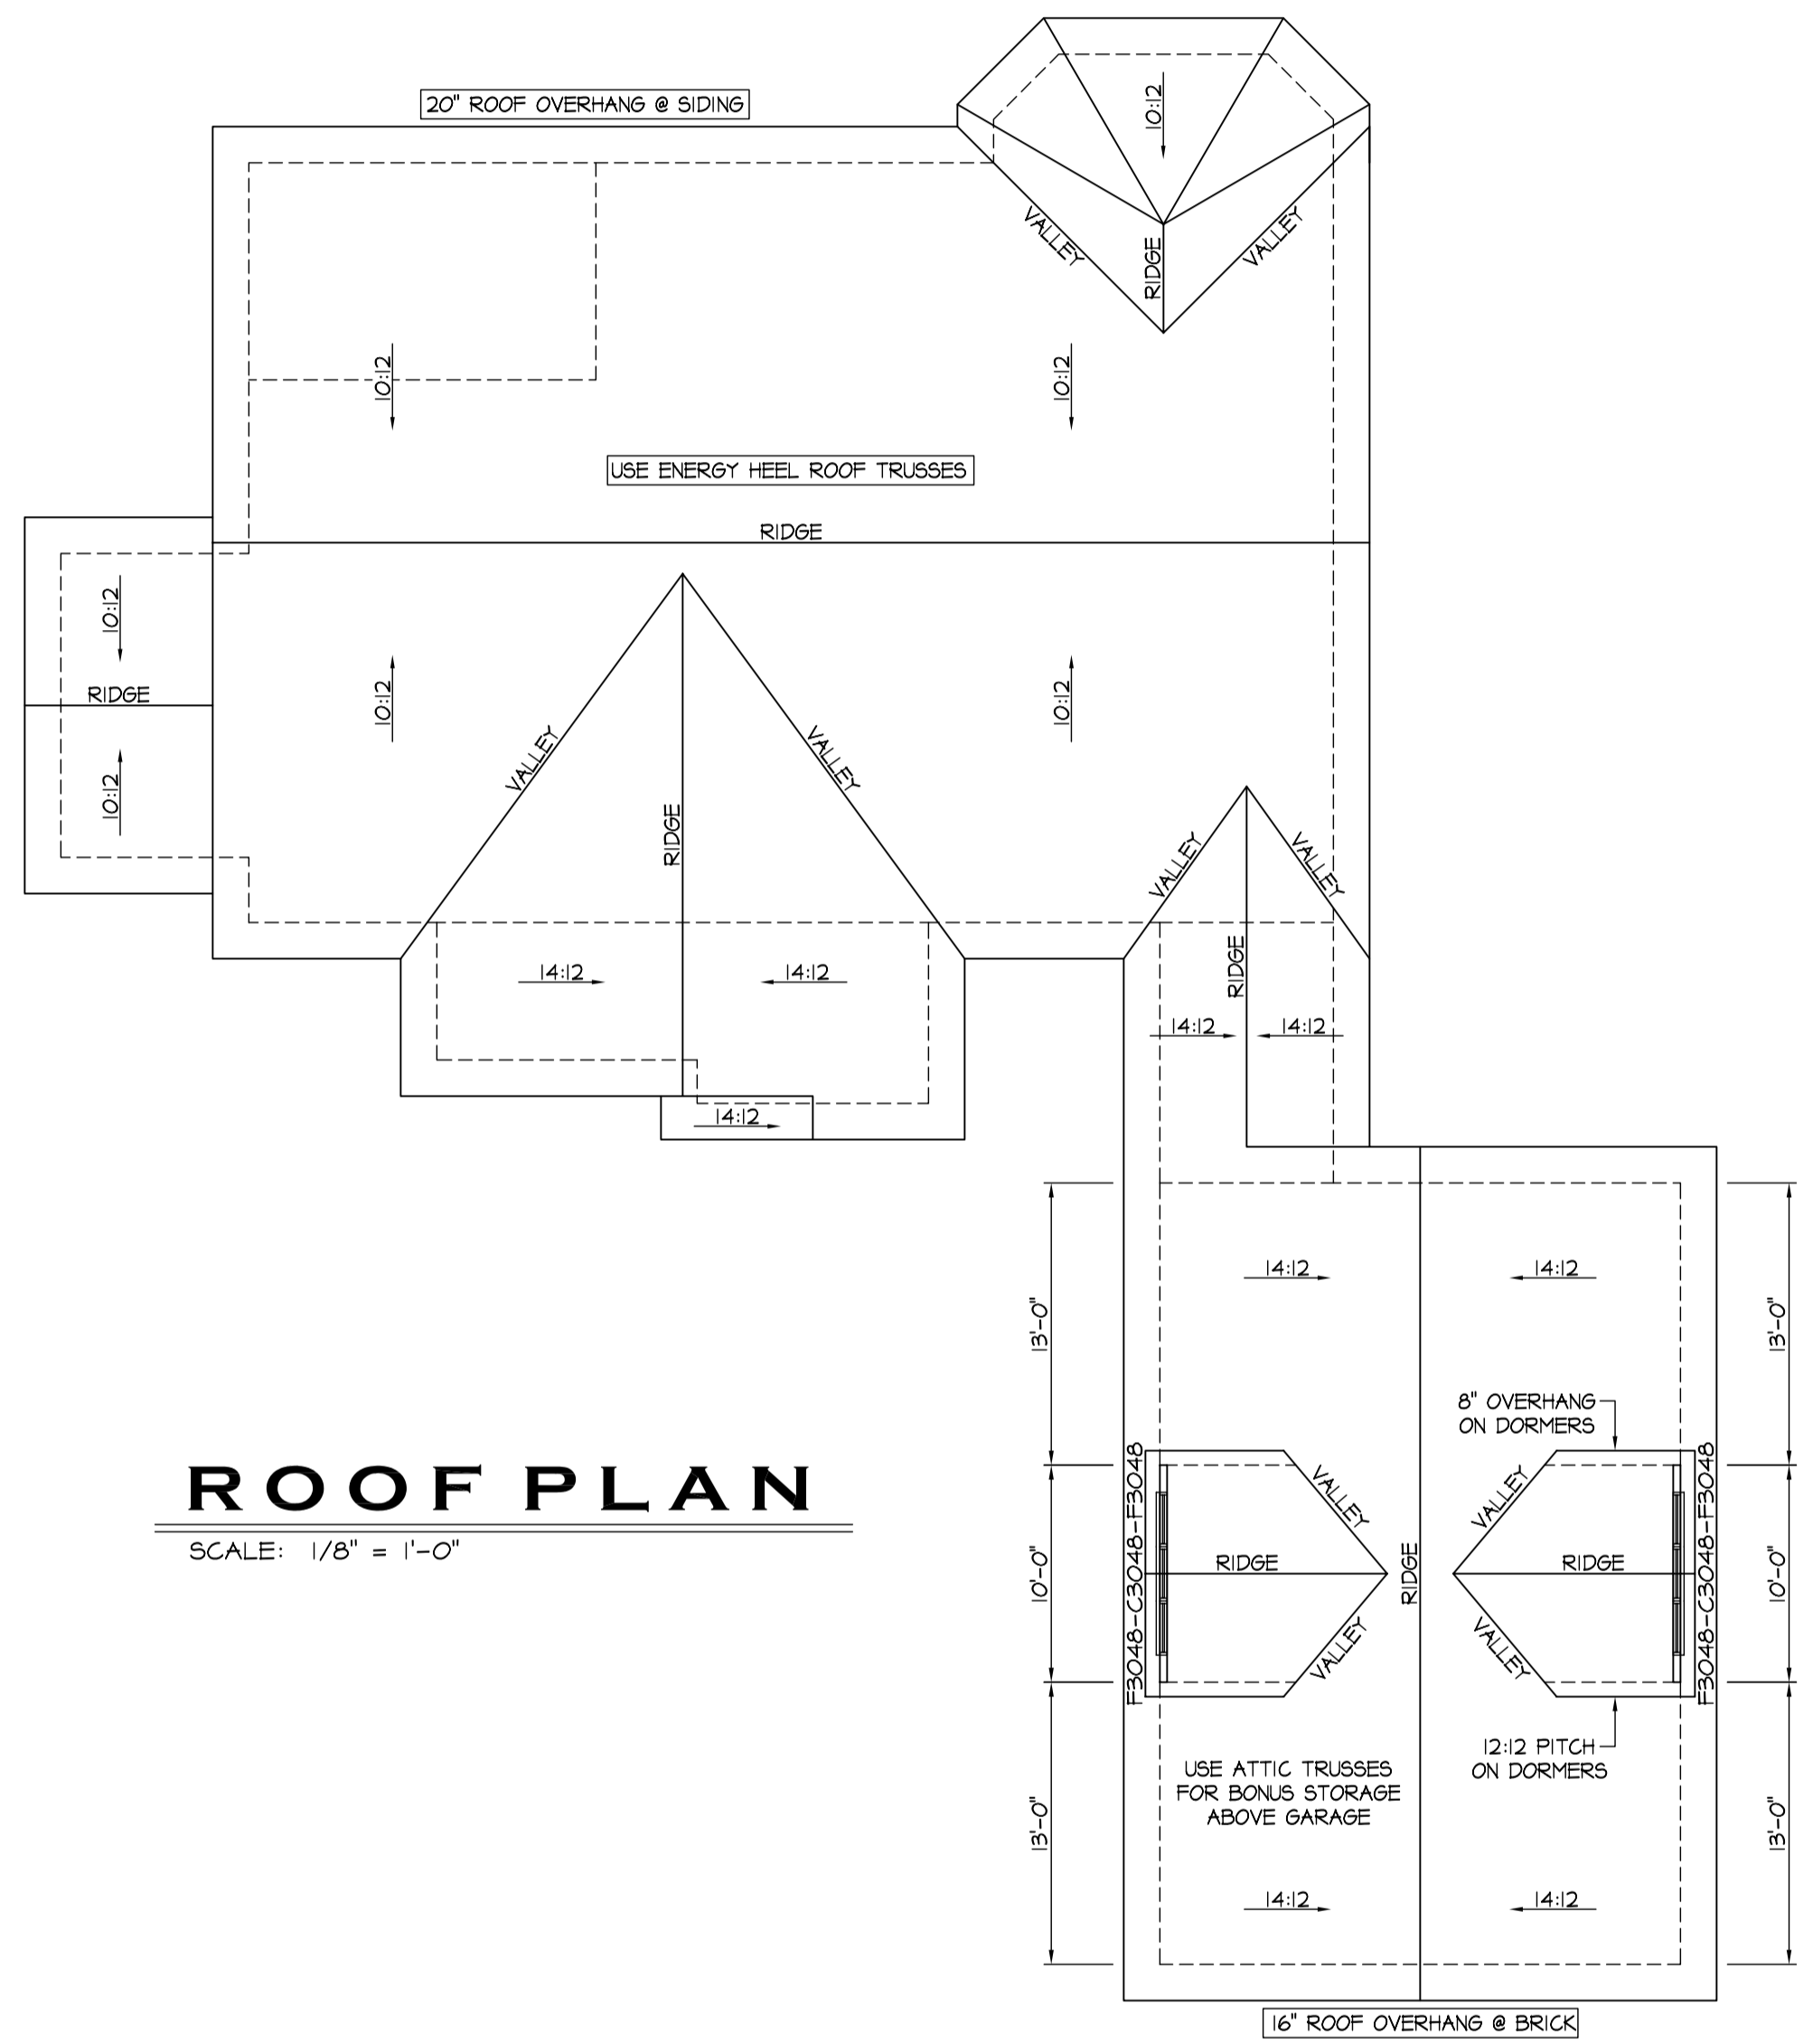 20" ROOF OVERHANG @ SIDING
10:12
VALLEY
RIDGE
VALLEY
10:12
10:12
USE ENERGY HEEL ROOF TRUSSES
RIDGE
10:12
RIDGE
10:12
10:12
10:12
VALLEY
VALLEY
RIDGE
VALLEY
VALLEY
RIDGE
14:12
14:12
14:12
14:12
14:12
14:12
14:12
13'-0"
13'-0"
8" OVERHANG
ON DORMERS
F3048-C3048-F3048
F3048-C3048-F3048
VALLEY
VALLEY
RIDGE
RIDGE
RIDGE
10'-0"
10'-0"
VALLEY
VALLEY
12:12 PITCH
ON DORMERS
USE ATTIC TRUSSES
FOR BONUS STORAGE
ABOVE GARAGE
13'-0"
13'-0"
14:12
14:12
16" ROOF OVERHANG @ BRICK
ROOF PLAN
SCALE: 1/8" = 1'-0"